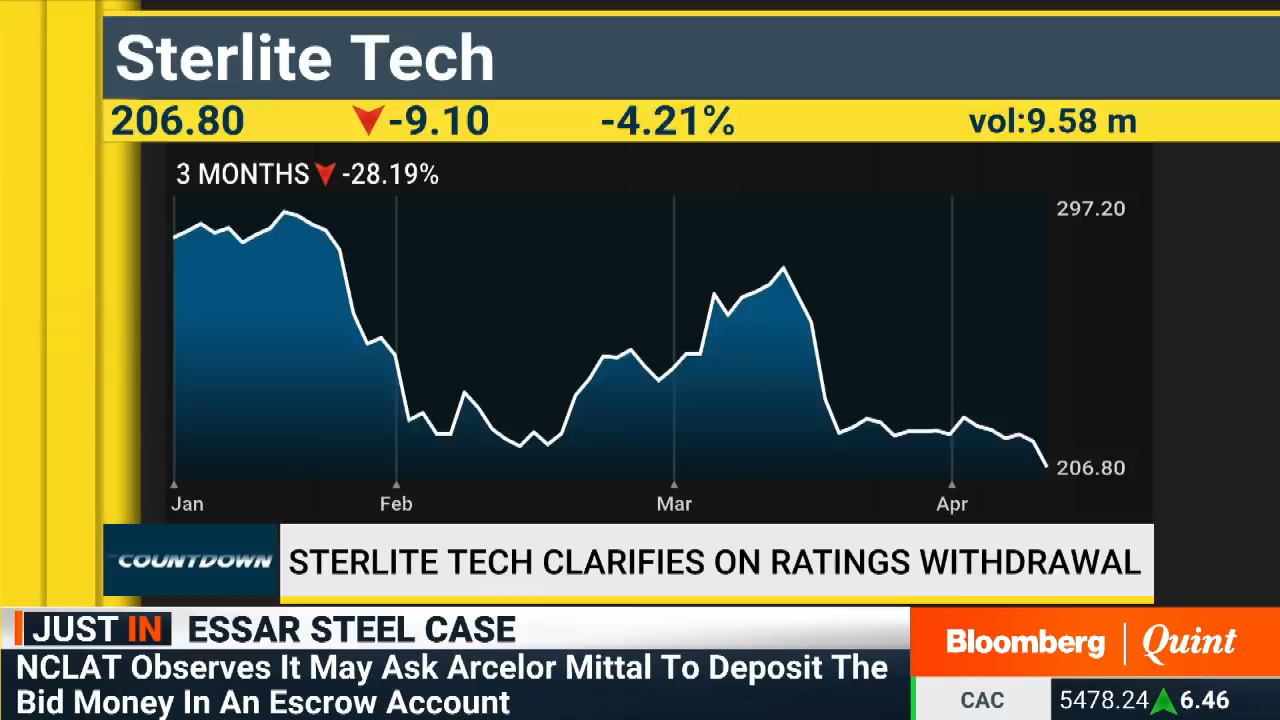 Sterlite Tech
206.80 -9.10 -4.21% vol:9.58 m
3 MONTHS -28.19%
297.20
206.80
Jan Feb Mar Apr
COUNTDOWN
STERLITE TECH CLARIFIES ON RATINGS WITHDRAWAL
JUST IN ESSAR STEEL CASE
NCLAT Observes It May Ask Arcelor Mittal To Deposit The
Bid Money In An Escrow Account
Bloomberg | Quint
CAC 5478.24 6.46